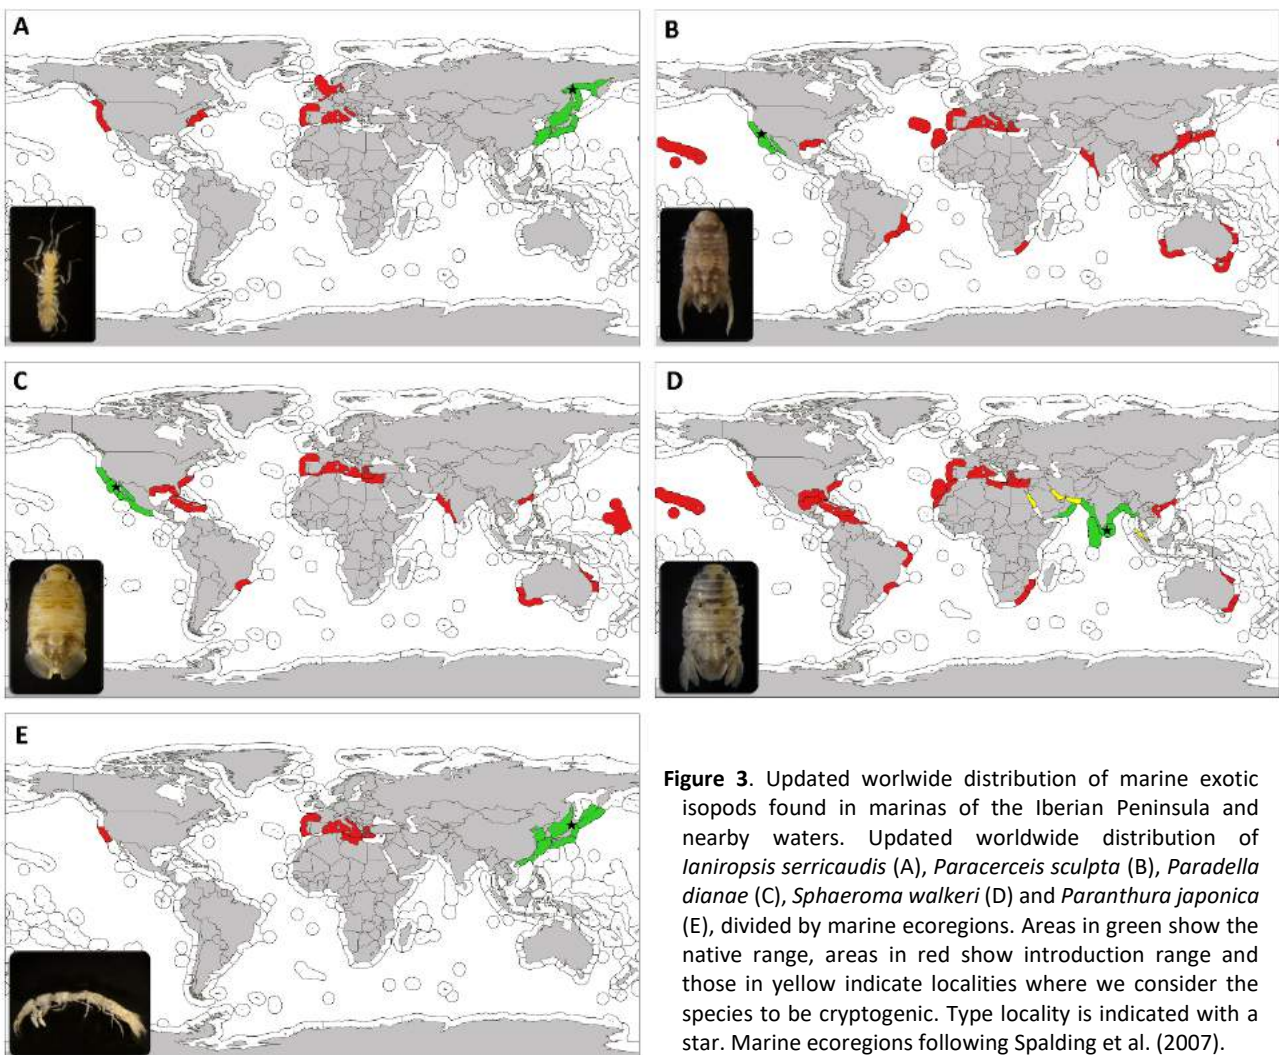 A
B
C
D
E
Figure 3. Updated worlwide distribution of marine exotic
isopods found in marinas of the Iberian Peninsula and
nearby waters. Updated worldwide distribution of
Ianiropsis serricaudis (A), Paracerceis sculpta (B), Paradella
dianae (C), Sphaeroma walkeri (D) and Paranthura japonica
(E), divided by marine ecoregions. Areas in green show the
native range, areas in red show introduction range and
those in yellow indicate localities where we consider the
species to be cryptogenic. Type locality is indicated with a
star. Marine ecoregions following Spalding et al. (2007).